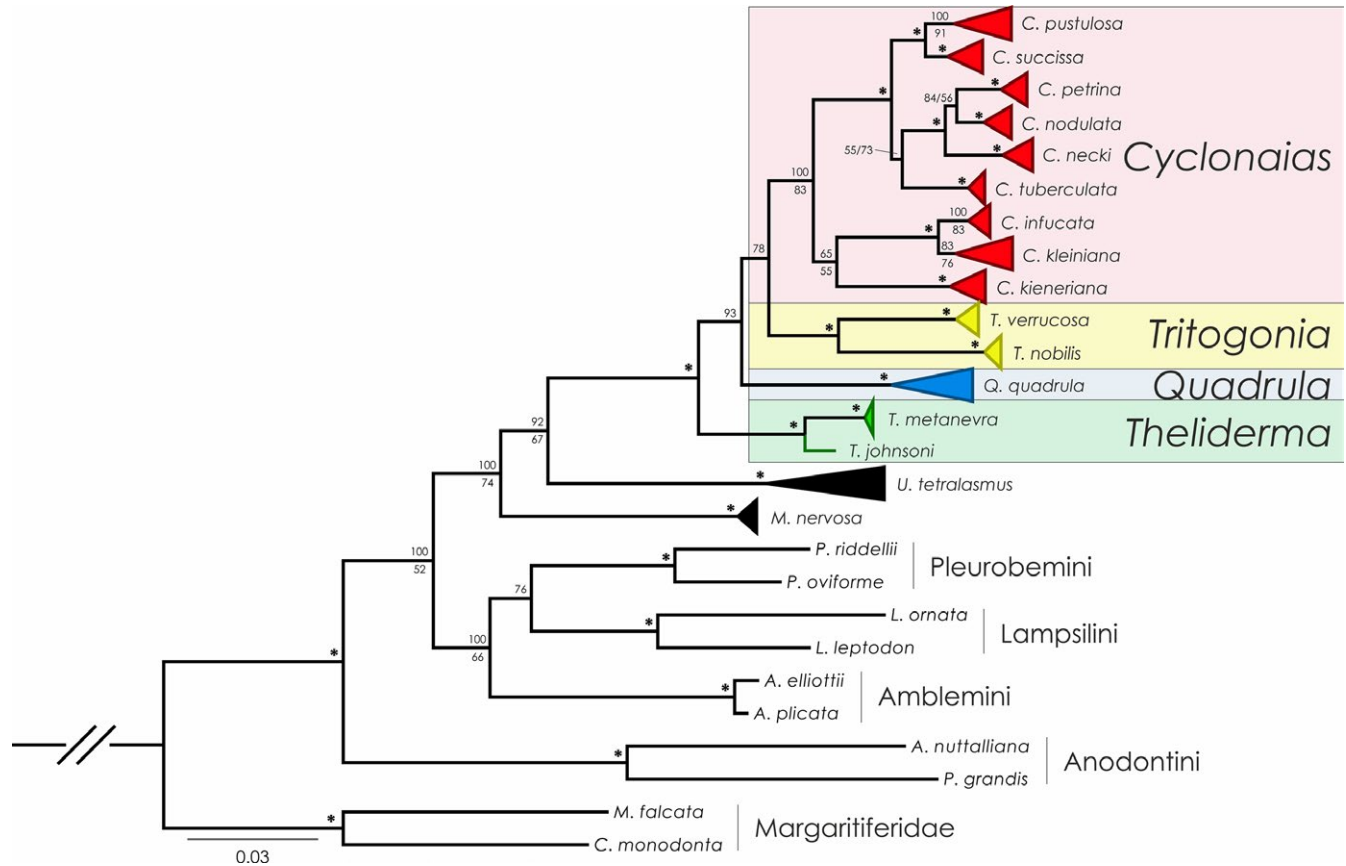 100
91
C. pustulosa
*
*
C. succissa
*
C. petrina
84/56
*
C. nodulata
*
*
C. necki
55/73
*
C. tuberculata
*
Cyclonaias
100
83
100
83
C. infucata
*
83
76
C. kleiniana
65
55
*
C. kieneriana
78
*
T. verrucosa
*
*
T. nobilis
Tritogonia
93
*
Q. quadrula
Quadrula
*
*
T. metanevra
*
T. johnsoni
Theliderma
92
67
*
U. tetralasmus
100
74
*
M. nervosa
100
52
P. riddellii
*
P. oviforme
Pleurobemini
76
L. ornata
*
L. leptodon
Lampsilini
100
66
*
A. elliottii
*
A. plicata
Amblemini
A. nuttalliana
*
P. grandis
Anodontini
M. falcata
*
C. monodonta
Margaritiferidae
0.03